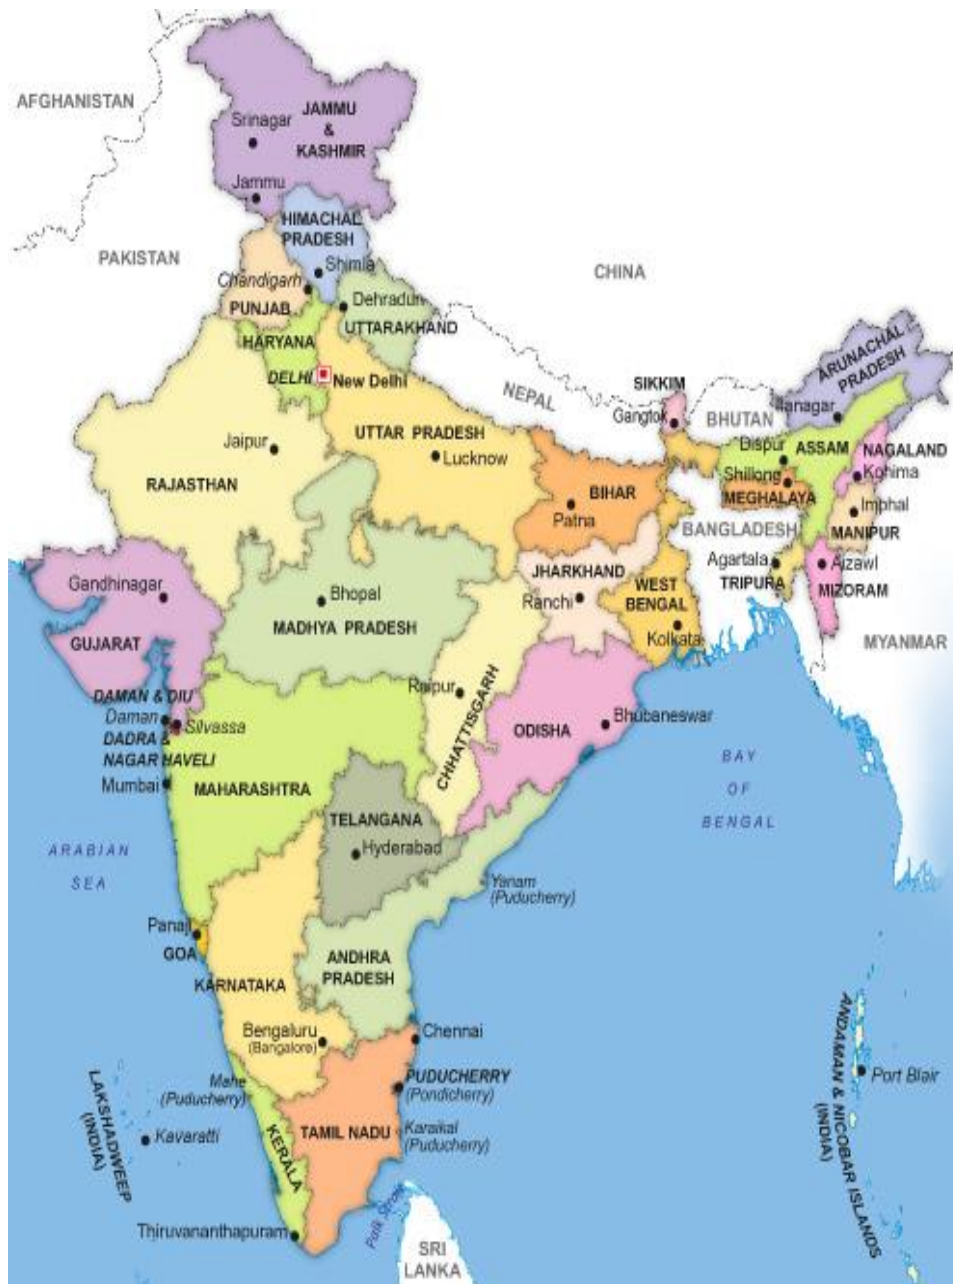 AFGHANISTAN
JAMMU
&
KASHMIR
Srinagar
Jammu
HIMACHAL
PRADESH
PAKISTAN
Shimla
CHINA
Chandigarh
PUNJAB
Dehradun
UTTARAKHAND
HARYANA
DELHI
New Delhi
NEPAL
SIKKIM
Gangtok
BHUTAN
ARUNACHAL
PRADESH
Itanagar
Jaipur
UTTAR PRADESH
Lucknow
Dispur
ASSAM
NAGALAND
Kohima
RAJASTHAN
BIHAR
Patna
Shillong
MEGHALAYA
Imphal
MANIPUR
BANGLADESH
Gandhinagar
GUJARAT
Bhopal
MADHYA PRADESH
JHARKHAND
Ranchi
WEST
BENGAL
Kolkata
Agartala
TRIPURA
Aizawl
MIZORAM
MYANMAR
DAMAN & DIU
Daman
Silvassa
DADRA &
NAGAR HAVELI
Mumbai
MAHARASHTRA
Raipur
CHHATTISGARH
ODISHA
Bhubaneswar
BAY
OF
BENGAL
ARABIAN
SEA
TELANGANA
Hyderabad
Yanam
(Puducherry)
Panaji
GOA
KARNATAKA
ANDHRA
PRADESH
Bengaluru
(Bangalore)
Chennai
Mahe
(Puducherry)
PUDUCHERRY
(Pondicherry)
LAKSHADWEEP
(INDIA)
Kavaratti
KERALA
TAMIL NADU
Karaikal
(Puducherry)
ANDAMAN & NICOBAR ISLANDS
(INDIA)
Port Blair
Thiruvananthapuram
Palk Strait
SRI
LANKA